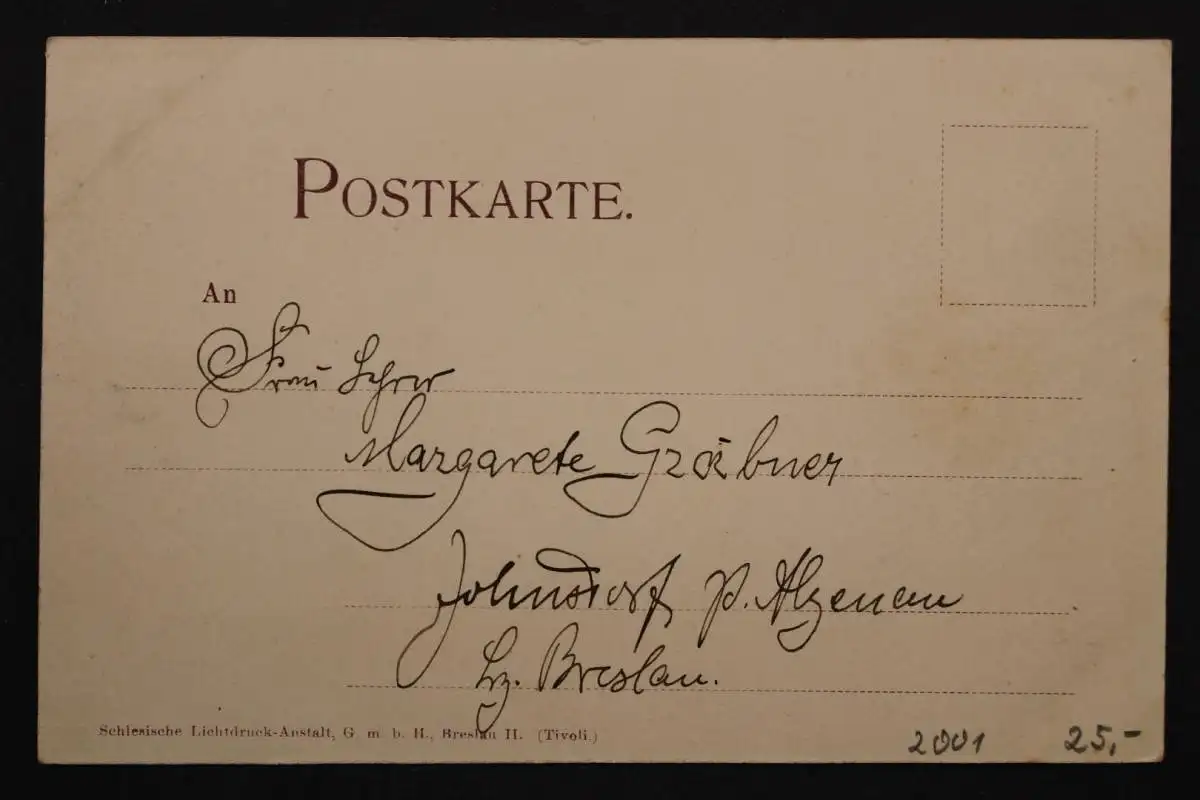 POSTKARTE.
An
Frau Lehrer
Margarete Gräbner
Johnsdorf p. Alzenau
Bz. Breslau.
Schlesische Lichtdruck-Anstalt, G. m. b. H., Breslau II. (Tivoli.)
2001 25,-